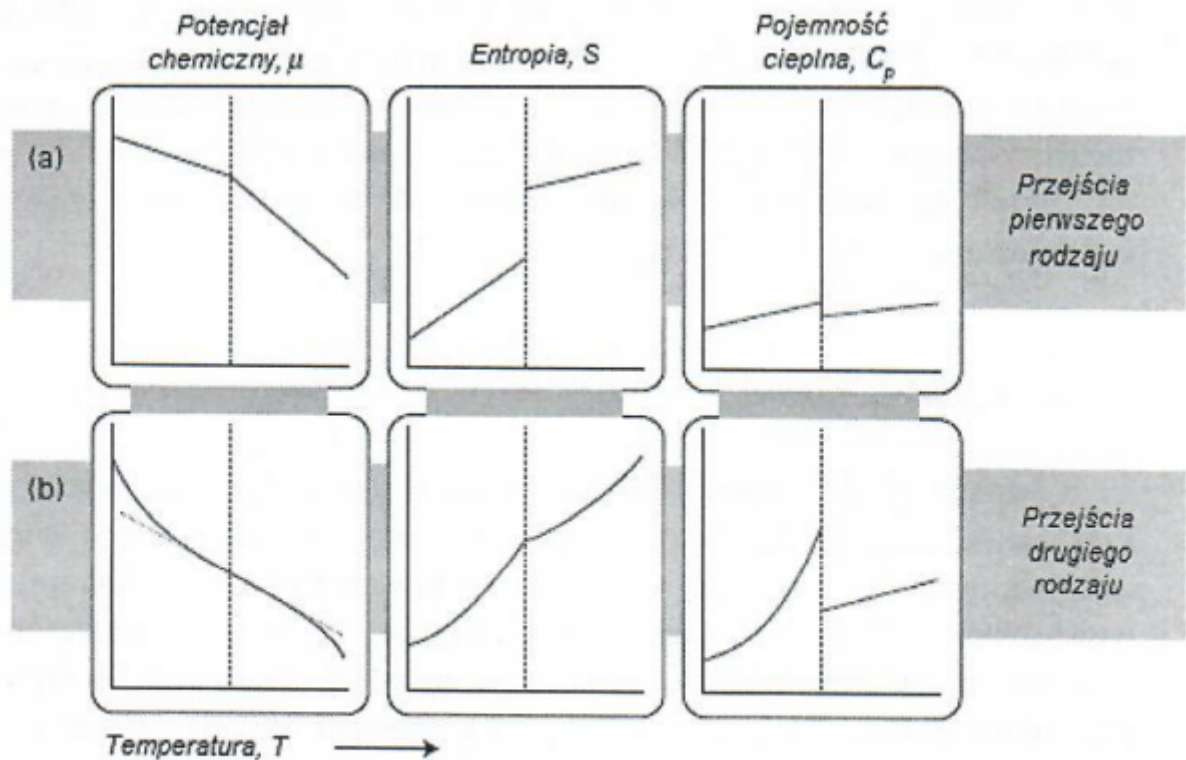 Potencjał
chemiczny, μ
Entropia, S
Pojemność
cieplna, Cₚ
(a)
Przejścia
pierwszego
rodzaju
(b)
Przejścia
drugiego
rodzaju
Temperatura, T